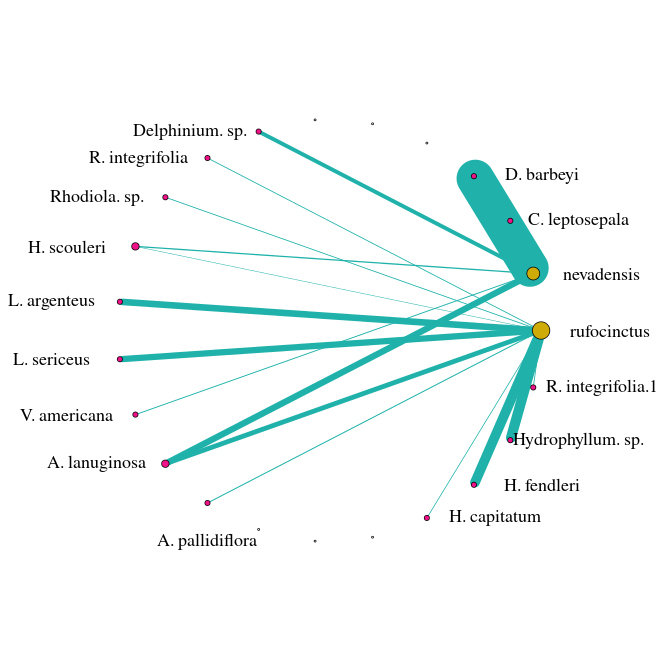 Delphinium. sp.
R. integrifolia
D. barbeyi
Rhodiola. sp.
C. leptosepala
H. scouleri
nevadensis
L. argenteus
rufocinctus
L. sericeus
R. integrifolia.1
V. americana
Hydrophyllum. sp.
A. lanuginosa
H. fendleri
H. capitatum
A. pallidiflora